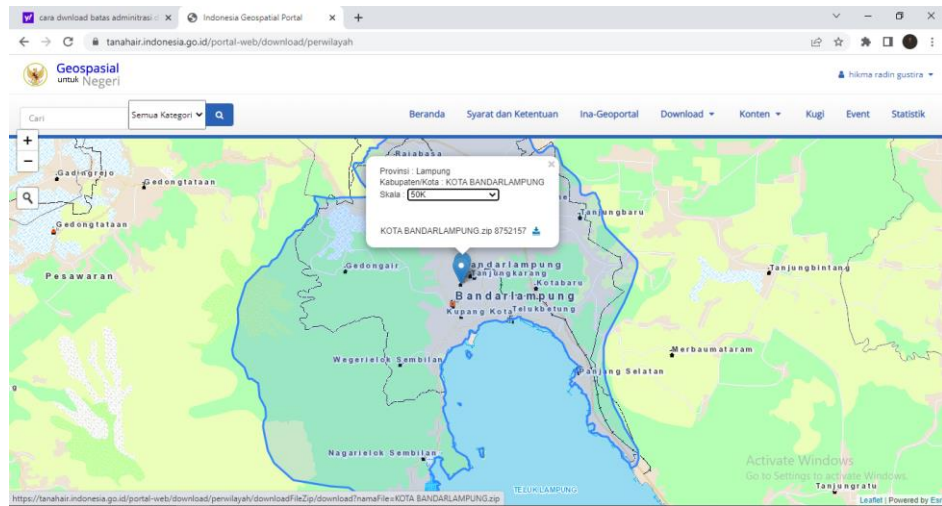 cara dwnload batas adminitrasi d
Indonesia Geospatial Portal
tanahair.indonesia.go.id/portal-web/download/perwilayah
Geospasial
untuk Negeri
hikma radin gustira
Cari
Semua Kategori
Beranda
Syarat dan Ketentuan
Ina-Geoportal
Download
Konten
Kugi
Event
Statistik
+
−
Rajabasa
Provinsi : Lampung
Kabupaten/Kota : KOTA BANDARLAMPUNG
Skala : 50K
KOTA BANDARLAMPUNG.zip 8752157
Gadingrejo
Gedongtataan
Gedongtataan
Tanjungbaru
Pesawaran
Gedongair
Bandarlampung
Tanjungkarang
Kotabaru
Tanjungbintang
Bandarlampung
Kupang Kota
Telukbetung
Wegerielok Sembilan
Merbaumataram
Panjang Selatan
Nagarielok Sembilan
Activate Windows
Go to Settings to activate Windows.
TELUK LAMPUNG
Tanjungratu
https://tanahair.indonesia.go.id/portal-web/download/perwilayah/downloadFileZip/download?namaFile=KOTA BANDARLAMPUNG.zip
Leaflet | Powered by Esr